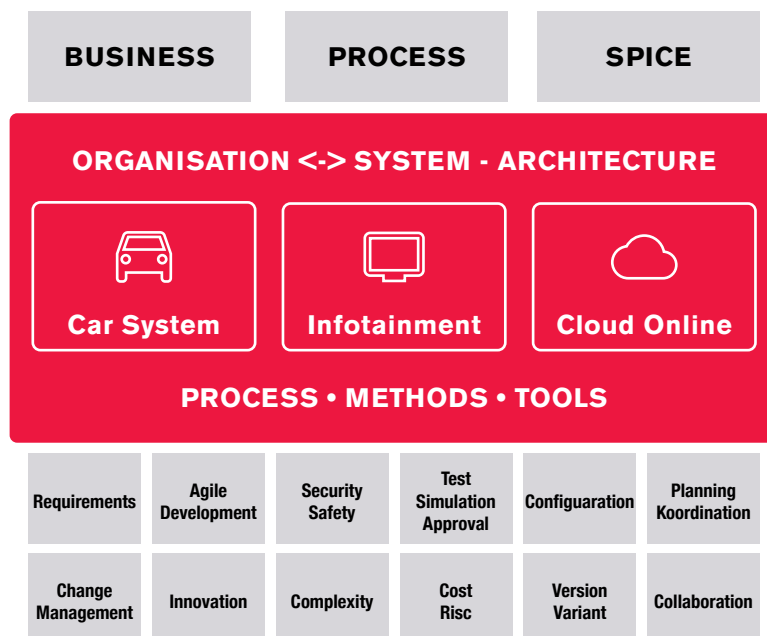 BUSINESS
PROCESS
SPICE
ORGANISATION <-> SYSTEM - ARCHITECTURE
Car System
Infotainment
Cloud Online
PROCESS • METHODS • TOOLS
Requirements
Agile
Development
Security
Safety
Test
Simulation
Approval
Configuaration
Planning
Koordination
Change
Management
Innovation
Complexity
Cost
Risc
Version
Variant
Collaboration